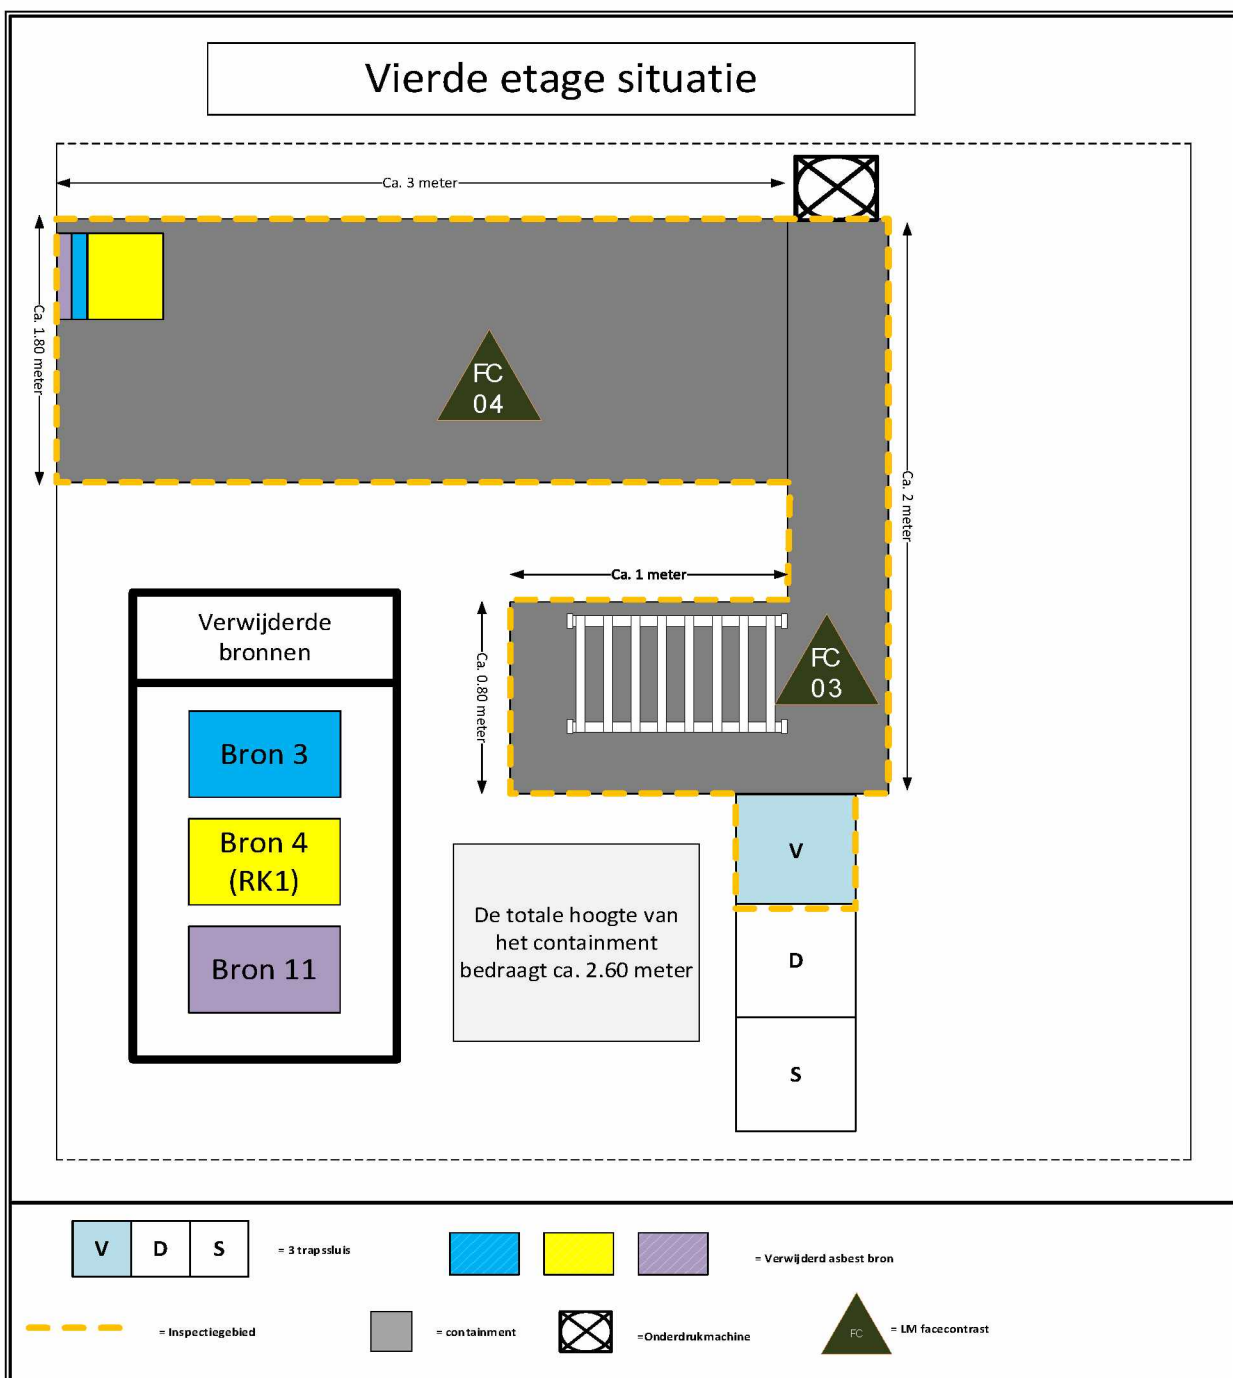 Vierde etage situatie
Ca. 3 meter
Ca. 1.80 meter
FC
04
Ca. 2 meter
Ca. 1 meter
Ca. 0.80 meter
FC
03
Verwijderde
bronnen
Bron 3
Bron 4
(RK1)
Bron 11
De totale hoogte van
het containment
bedraagt ca. 2.60 meter
V
D
S
V D S = 3 trapssluis
= Verwijderd asbest bron
= Inspectiegebied
= containment
=Onderdrukmachine
FC = LM facecontrast